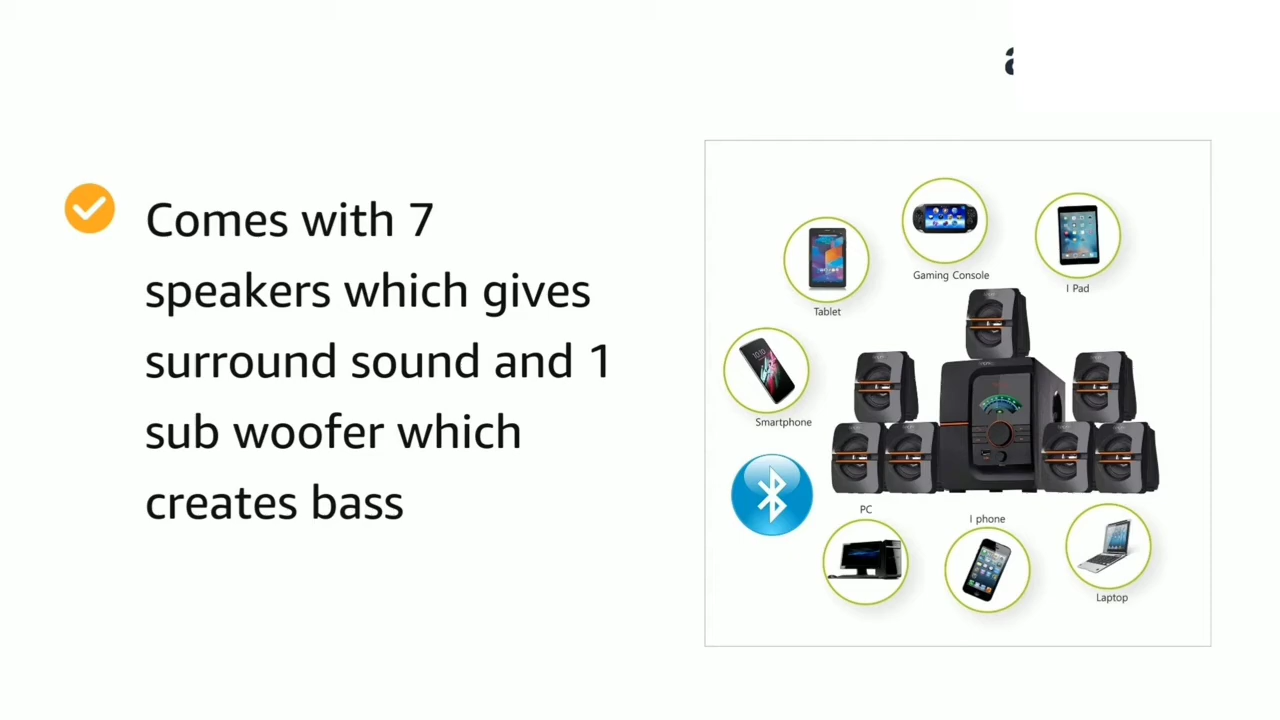 Comes with 7
speakers which gives
surround sound and 1
sub woofer which
creates bass
Gaming Console
I Pad
Tablet
Smartphone
PC
I phone
Laptop